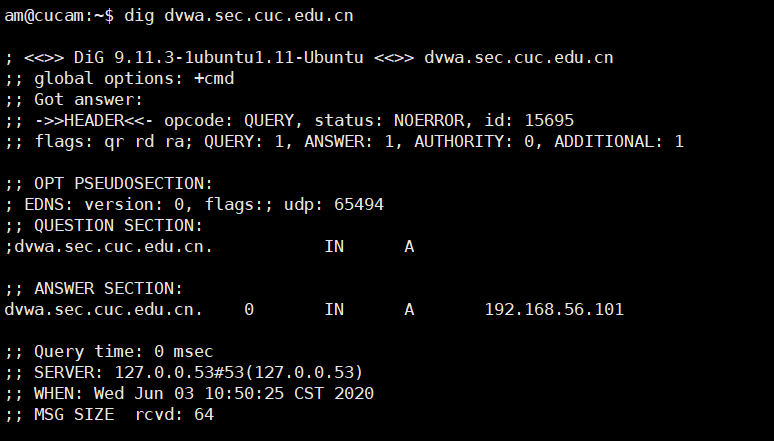 am@cucam:~$ dig dvwa.sec.cuc.edu.cn
; <<>> DiG 9.11.3-1ubuntu1.11-Ubuntu <<>> dvwa.sec.cuc.edu.cn
;; global options: +cmd
;; Got answer:
;; ->>HEADER<<- opcode: QUERY, status: NOERROR, id: 15695
;; flags: qr rd ra; QUERY: 1, ANSWER: 1, AUTHORITY: 0, ADDITIONAL: 1
;; OPT PSEUDOSECTION:
; EDNS: version: 0, flags:; udp: 65494
;; QUESTION SECTION:
;dvwa.sec.cuc.edu.cn. IN A
;; ANSWER SECTION:
dvwa.sec.cuc.edu.cn. 0 IN A 192.168.56.101
;; Query time: 0 msec
;; SERVER: 127.0.0.53#53(127.0.0.53)
;; WHEN: Wed Jun 03 10:50:25 CST 2020
;; MSG SIZE rcvd: 64